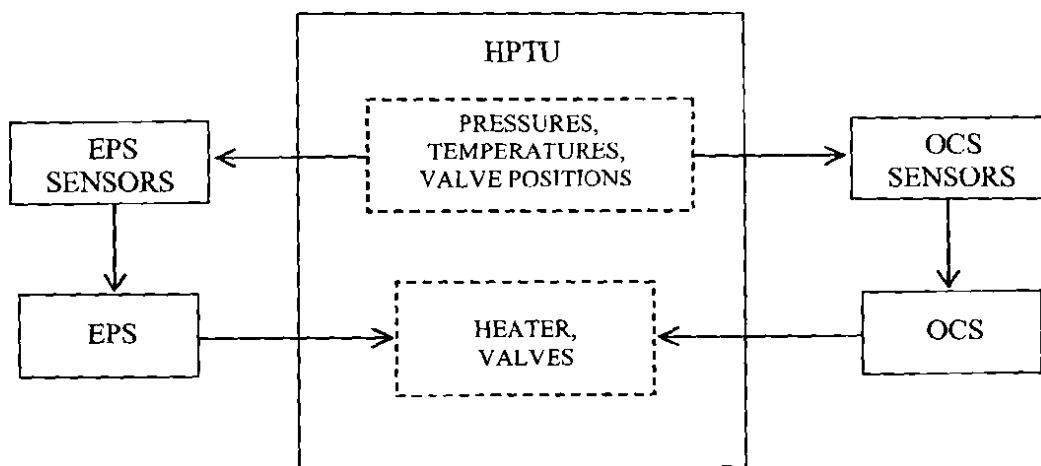 HPTU
PRESSURES,
TEMPERATURES,
VALVE POSITIONS
EPS
SENSORS
OCS
SENSORS
EPS
HEATER,
VALVES
OCS